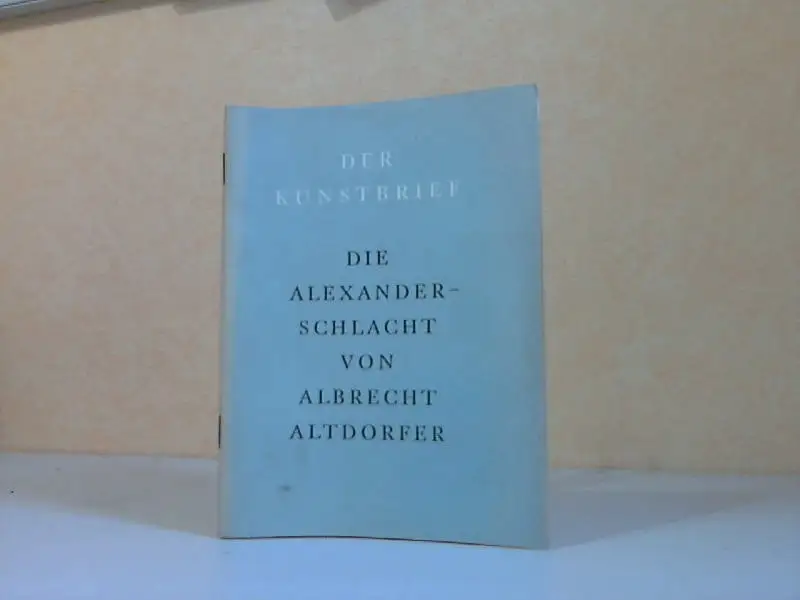 DER
KUNSTBRIEF
DIE
ALEXANDER-
SCHLACHT
VON
ALBRECHT
ALTDORFER